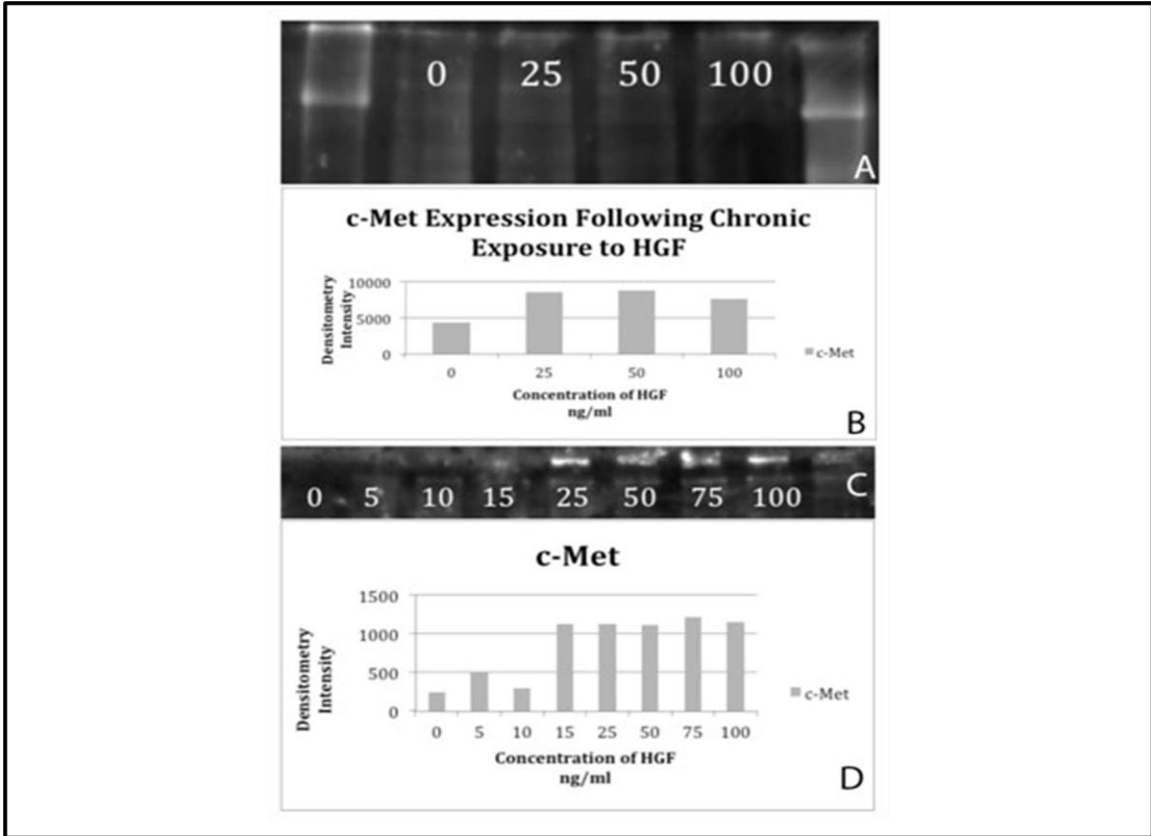 0 25 50 100
A
c-Met Expression Following Chronic
Exposure to HGF
Densitometry
Intensity
10000
5000
0
0 25 50 100
Concentration of HGF
ng/ml
c-Met
B
0 5 10 15 25 50 75 100
C
c-Met
Densitometry
Intensity
1500
1000
500
0
0 5 10 15 25 50 75 100
Concentration of HGF
ng/ml
c-Met
D